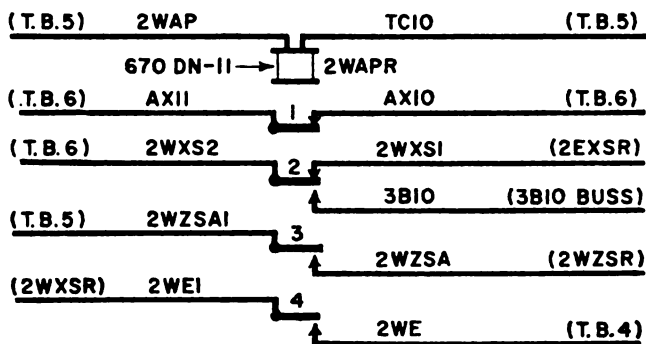 (T.B.5) 2WAP TC10 (T.B.5)
670 DN-11 2WAPR
(T.B.6) AX11 1 AX10 (T.B.6)
(T.B.6) 2WXS2 2 2WXS1 (2EXSR)
3B10 (3B10 BUSS)
(T.B.5) 2WZSA1 3
2WZSA (2WZSR)
(2WXSR) 2WE1 4
2WE (T.B.4)